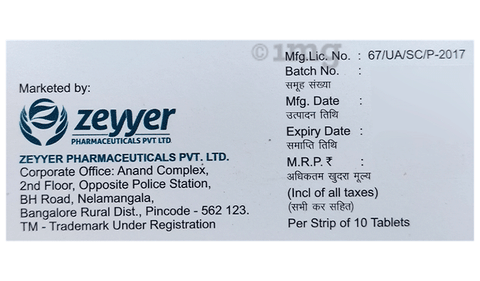 ©1mg
Marketed by:
zeyyer
PHARMACEUTICALS PVT LTD
ZEYYER PHARMACEUTICALS PVT. LTD.
Corporate Office: Anand Complex,
2nd Floor, Opposite Police Station,
BH Road, Nelamangala,
Bangalore Rural Dist., Pincode - 562 123.
TM - Trademark Under Registration
Mfg.Lic. No. : 67/UA/SC/P-2017
Batch No. :
समूह संख्या
Mfg. Date :
उत्पादन तिथि
Expiry Date :
समाप्ति तिथि
M.R.P. ₹ :
अधिकतम खुदरा मूल्य
(Incl of all taxes)
(सभी कर सहित)
Per Strip of 10 Tablets